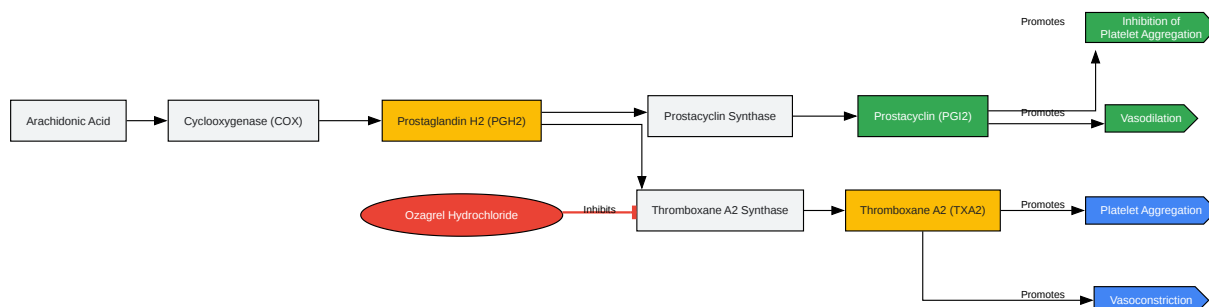 Promotes
Inhibition of
Platelet Aggregation
Arachidonic Acid
Cyclooxygenase (COX)
Prostaglandin H2 (PGH2)
Prostacyclin Synthase
Prostacyclin (PGI2)
Promotes
Vasodilation
Ozagrel Hydrochloride
Inhibits
Thromboxane A2 Synthase
Thromboxane A2 (TXA2)
Promotes
Platelet Aggregation
Promotes
Vasoconstriction